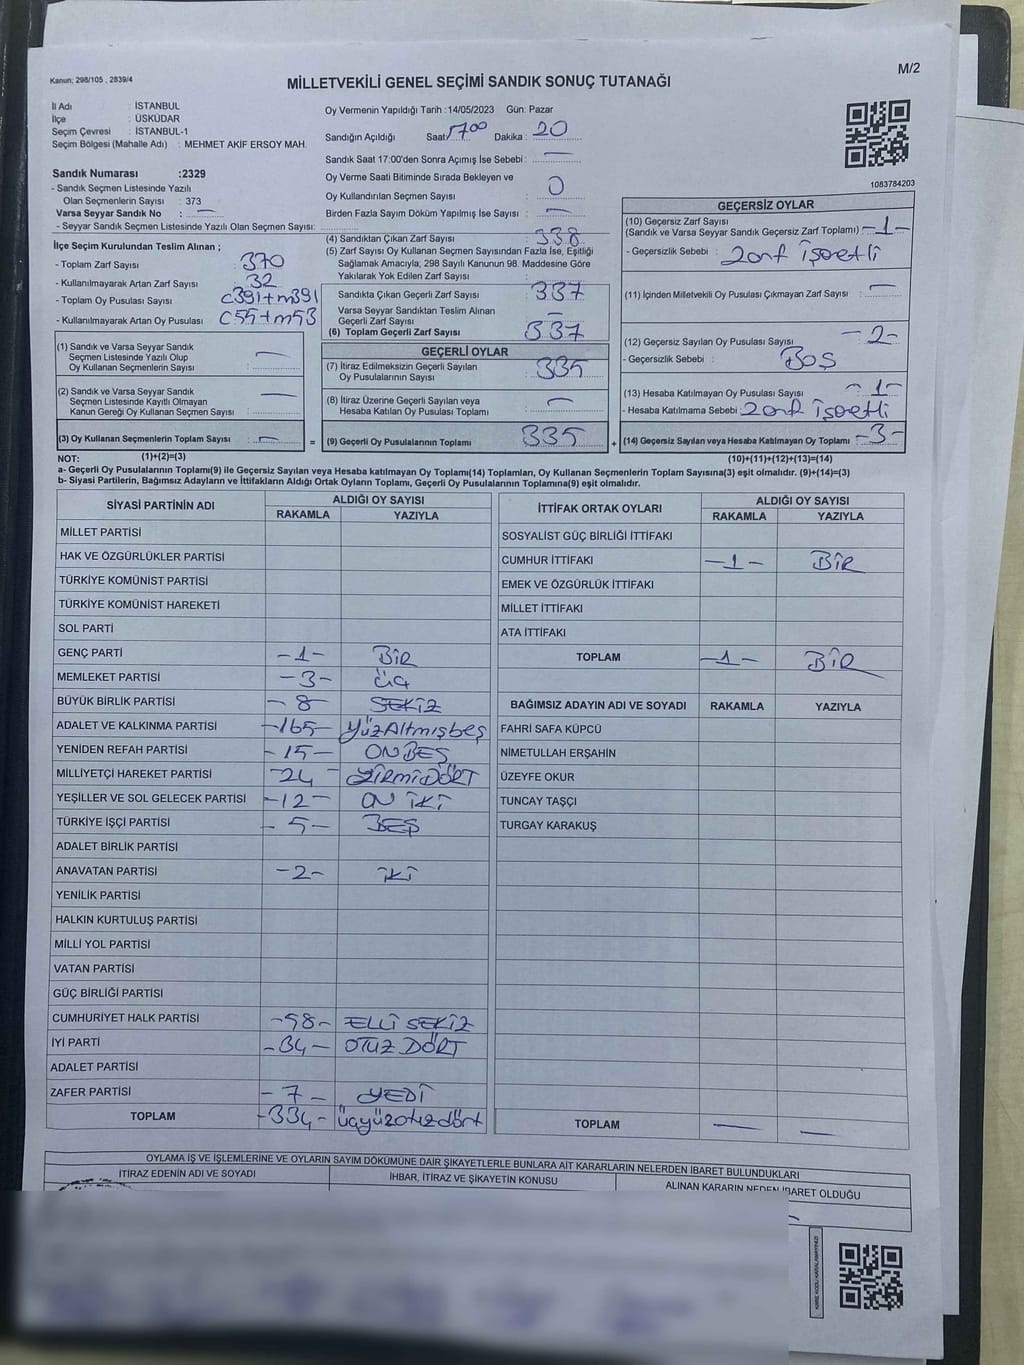 Kanun; 298/105 , 2839/4
M/2
MİLLETVEKİLİ GENEL SEÇİMİ SANDIK SONUÇ TUTANAĞI
İl Adı : İSTANBUL
İlçe : ÜSKÜDAR
Seçim Çevresi : İSTANBUL-1
Seçim Bölgesi (Mahalle Adı) : MEHMET AKİF ERSOY MAH.
Sandık Numarası :2329
- Sandık Seçmen Listesinde Yazılı
Olan Seçmenlerin Sayısı : 373
Varsa Seyyar Sandık No : —
- Seyyar Sandık Seçmen Listesinde Yazılı Olan Seçmen Sayısı:
Oy Vermenin Yapıldığı Tarih : 14/05/2023 Gün: Pazar
Sandığın Açıldığı Saat 17:00 Dakika : 20
Sandık Saat 17:00'den Sonra Açımış İse Sebebi : —
Oy Verme Saati Bitiminde Sırada Bekleyen ve
Oy Kullandırılan Seçmen Sayısı : 0
Birden Fazla Sayım Döküm Yapılmış İse Sayısı : —
1083784203
İlçe Seçim Kurulundan Teslim Alınan ;
- Toplam Zarf Sayısı : 370
- Kullanılmayarak Artan Zarf Sayısı : 32
- Toplam Oy Pusulası Sayısı : C391+m391
- Kullanılmayarak Artan Oy Pusulası : C55+m53
(1) Sandık ve Varsa Seyyar Sandık
Seçmen Listesinde Yazılı Olup
Oy Kullanan Seçmenlerin Sayısı : —
(2) Sandık ve Varsa Seyyar Sandık
Seçmen Listesinde Kayıtlı Olmayan
Kanun Gereği Oy Kullanan Seçmen Sayısı : —
(3) Oy Kullanan Seçmenlerin Toplam Sayısı : —
(1)+(2)=(3)
(4) Sandıktan Çıkan Zarf Sayısı : 338
(5) Zarf Sayısı Oy Kullanan Seçmen Sayısından Fazla İse, Eşitliği
Sağlamak Amacıyla, 298 Sayılı Kanunun 98. Maddesine Göre
Yakılarak Yok Edilen Zarf Sayısı :
Sandıkta Çıkan Geçerli Zarf Sayısı : 337
Varsa Seyyar Sandıktan Teslim Alınan
Geçerli Zarf Sayısı : —
(6) Toplam Geçerli Zarf Sayısı : 337
GEÇERLİ OYLAR
(7) İtiraz Edilmeksizin Geçerli Sayılan
Oy Pusulalarının Sayısı : 335
(8) İtiraz Üzerine Geçerli Sayılan veya
Hesaba Katılan Oy Pusulası Toplamı : —
= (9) Geçerli Oy Pusulalarının Toplamı : 335
GEÇERSİZ OYLAR
(10) Geçersiz Zarf Sayısı
(Sandık ve Varsa Seyyar Sandık Geçersiz Zarf Toplamı) : -1-
- Geçersizlik Sebebi : Zarf işaretli
(11) İçinden Milletvekili Oy Pusulası Çıkmayan Zarf Sayısı : —
(12) Geçersiz Sayılan Oy Pusulası Sayısı : -2-
- Geçersizlik Sebebi : BOŞ
(13) Hesaba Katılmayan Oy Pusulası Sayısı : -1-
- Hesaba Katılmama Sebebi : Zarf işaretli
+ (14) Geçersiz Sayılan veya Hesaba Katılmayan Oy Toplamı : -3-
(10)+(11)+(12)+(13)=(14)
NOT:
a- Geçerli Oy Pusulalarının Toplamı(9) ile Geçersiz Sayılan veya Hesaba katılmayan Oy Toplamı(14) Toplamları, Oy Kullanan Seçmenlerin Toplam Sayısına(3) eşit olmalıdır. (9)+(14)=(3)
b- Siyasi Partilerin, Bağımsız Adayların ve İttifakların Aldığı Ortak Oyların Toplamı, Geçerli Oy Pusulalarının Toplamına(9) eşit olmalıdır.
SİYASİ PARTİNİN ADI ALDIĞI OY SAYISI
RAKAMLA YAZIYLA
MİLLET PARTİSİ
HAK VE ÖZGÜRLÜKLER PARTİSİ
TÜRKİYE KOMÜNİST PARTİSİ
TÜRKİYE KOMÜNİST HAREKETİ
SOL PARTİ
GENÇ PARTİ -1- BİR
MEMLEKET PARTİSİ -3- üç
BÜYÜK BİRLİK PARTİSİ -8- SEKİZ
ADALET VE KALKINMA PARTİSİ -165- yüzAltmışbeş
YENİDEN REFAH PARTİSİ -15- ONBEŞ
MİLLİYETÇİ HAREKET PARTİSİ -24- YİRMİDÖRT
YEŞİLLER VE SOL GELECEK PARTİSİ -12- ON İKİ
TÜRKİYE İŞÇİ PARTİSİ -5- BEŞ
ADALET BİRLİK PARTİSİ
ANAVATAN PARTİSİ -2- İKİ
YENİLİK PARTİSİ
HALKIN KURTULUŞ PARTİSİ
MİLLİ YOL PARTİSİ
VATAN PARTİSİ
GÜÇ BİRLİĞİ PARTİSİ
CUMHURİYET HALK PARTİSİ -58- ELLİ SEKİZ
İYİ PARTİ -34- OTUZ DÖRT
ADALET PARTİSİ
ZAFER PARTİSİ -7- YEDİ
TOPLAM -334- üçyüzotuzdört
İTTİFAK ORTAK OYLARI ALDIĞI OY SAYISI
RAKAMLA YAZIYLA
SOSYALİST GÜÇ BİRLİĞİ İTTİFAKI
CUMHUR İTTİFAKI -1- BİR
EMEK VE ÖZGÜRLÜK İTTİFAKI
MİLLET İTTİFAKI
ATA İTTİFAKI
TOPLAM -1- BİR
BAĞIMSIZ ADAYIN ADI VE SOYADI RAKAMLA YAZIYLA
FAHRİ SAFA KÜPCÜ
NİMETULLAH ERŞAHİN
ÜZEYFE OKUR
TUNCAY TAŞÇI
TURGAY KARAKUŞ
TOPLAM — —
OYLAMA İŞ VE İŞLEMLERİNE VE OYLARIN SAYIM DÖKÜMÜNE DAİR ŞİKAYETLERLE BUNLARA AİT KARARLARIN NELERDEN İBARET BULUNDUKLARI
İTİRAZ EDENİN ADI VE SOYADI İHBAR, İTİRAZ VE ŞİKAYETİN KONUSU ALINAN KARARIN NEDEN İBARET OLDUĞU